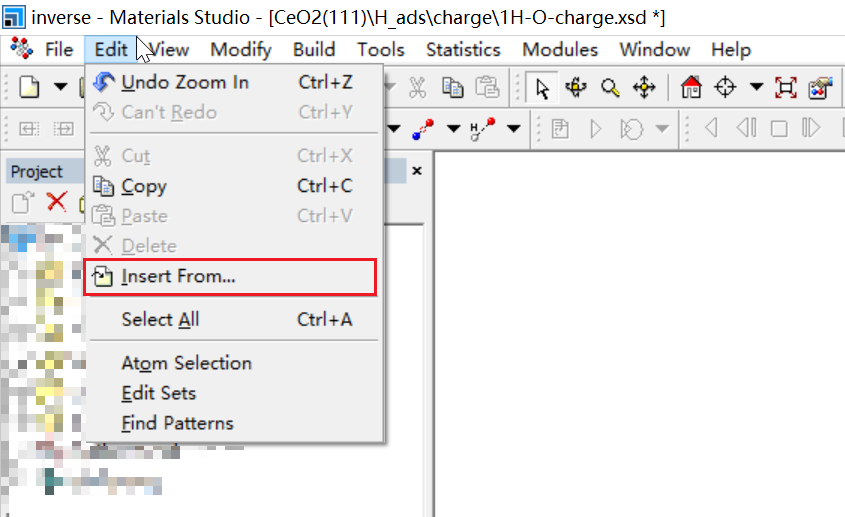 inverse - Materials Studio - [CeO2(111)\H_ads\charge\1H-O-charge.xsd *]
File Edit View Modify Build Tools Statistics Modules Window Help
Undo Zoom In Ctrl+Z
Can't Redo Ctrl+Y
Cut Ctrl+X
Project
Copy Ctrl+C
Paste Ctrl+V
Delete
Insert From...
Select All Ctrl+A
Atom Selection
Edit Sets
Find Patterns